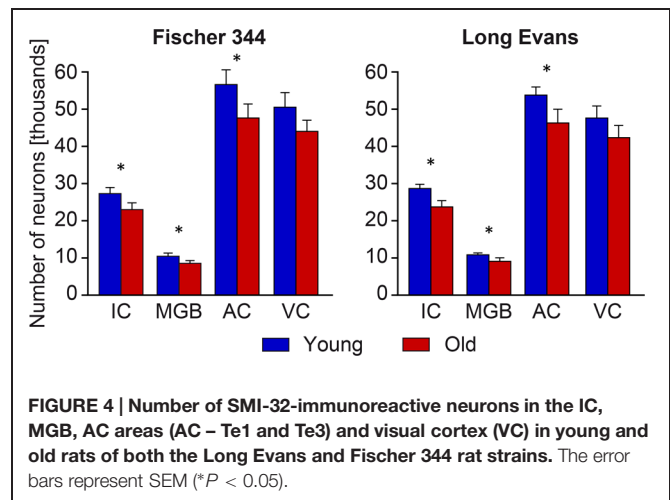 Fischer 344
Long Evans
Number of neurons [thousands]
60
50
40
30
20
10
0
*
*
*
IC MGB AC VC
60
50
40
30
20
10
0
*
*
*
IC MGB AC VC
Young Old
FIGURE 4 | Number of SMI-32-immunoreactive neurons in the IC,
MGB, AC areas (AC – Te1 and Te3) and visual cortex (VC) in young and
old rats of both the Long Evans and Fischer 344 rat strains. The error
bars represent SEM (*P < 0.05).